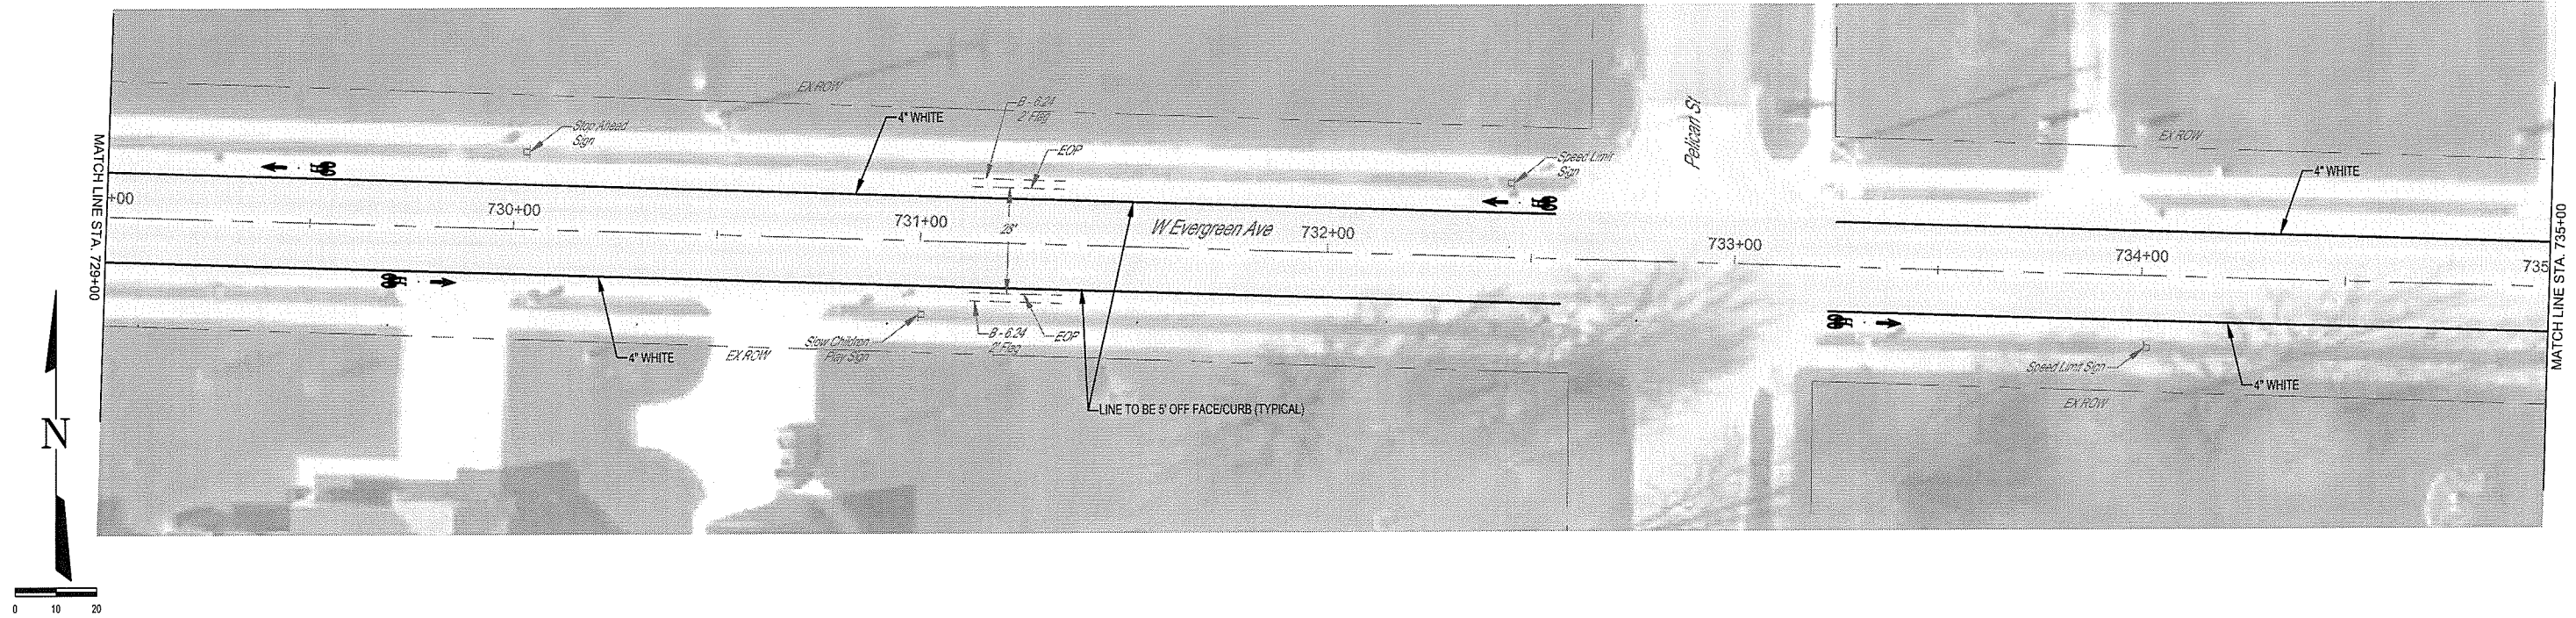 EX ROW
B - 6.24
2' Flag
4" WHITE
Stop Ahead
Sign
EOP
Speed Limit
Sign
Pelican St
EX ROW
4" WHITE
MATCH LINE STA. 729+00
+00
730+00
731+00
26'
W Evergreen Ave
732+00
733+00
734+00
735
MATCH LINE STA. 735+00
Slow Children
Play Sign
B - 6.24
2' Flag
EOP
4" WHITE
EX ROW
Speed Limit Sign
4" WHITE
EX ROW
LINE TO BE 5' OFF FACE/CURB (TYPICAL)
N
0 10 20